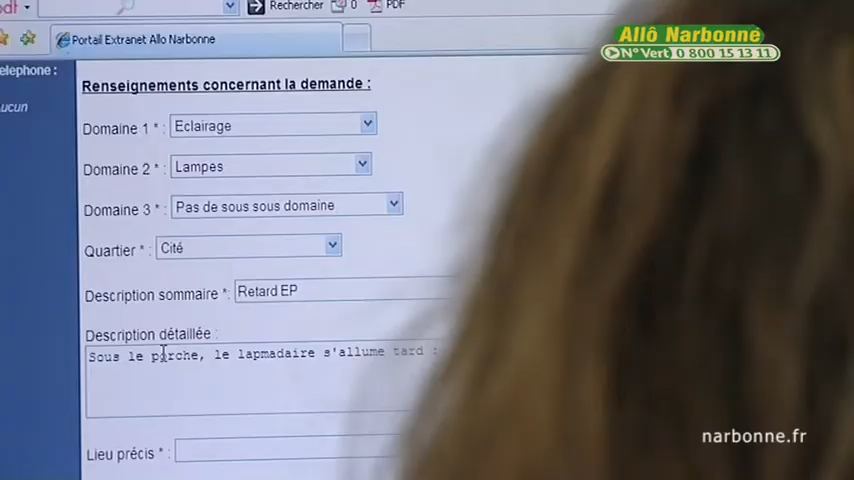 Rechercher
0
PDF
Portail Extranet Allo Narbonne
Allô Narbonne
N°Vert 0 800 15 13 11
elephone :
ucun
Renseignements concernant la demande :
Domaine 1 * : Eclairage
Domaine 2 * : Lampes
Domaine 3 * : Pas de sous sous domaine
Quartier * : Cité
Description sommaire * : Retard EP
Description détaillée :
Sous le porche, le lapmadaire s'allume tard :
Lieu précis * :
narbonne.fr